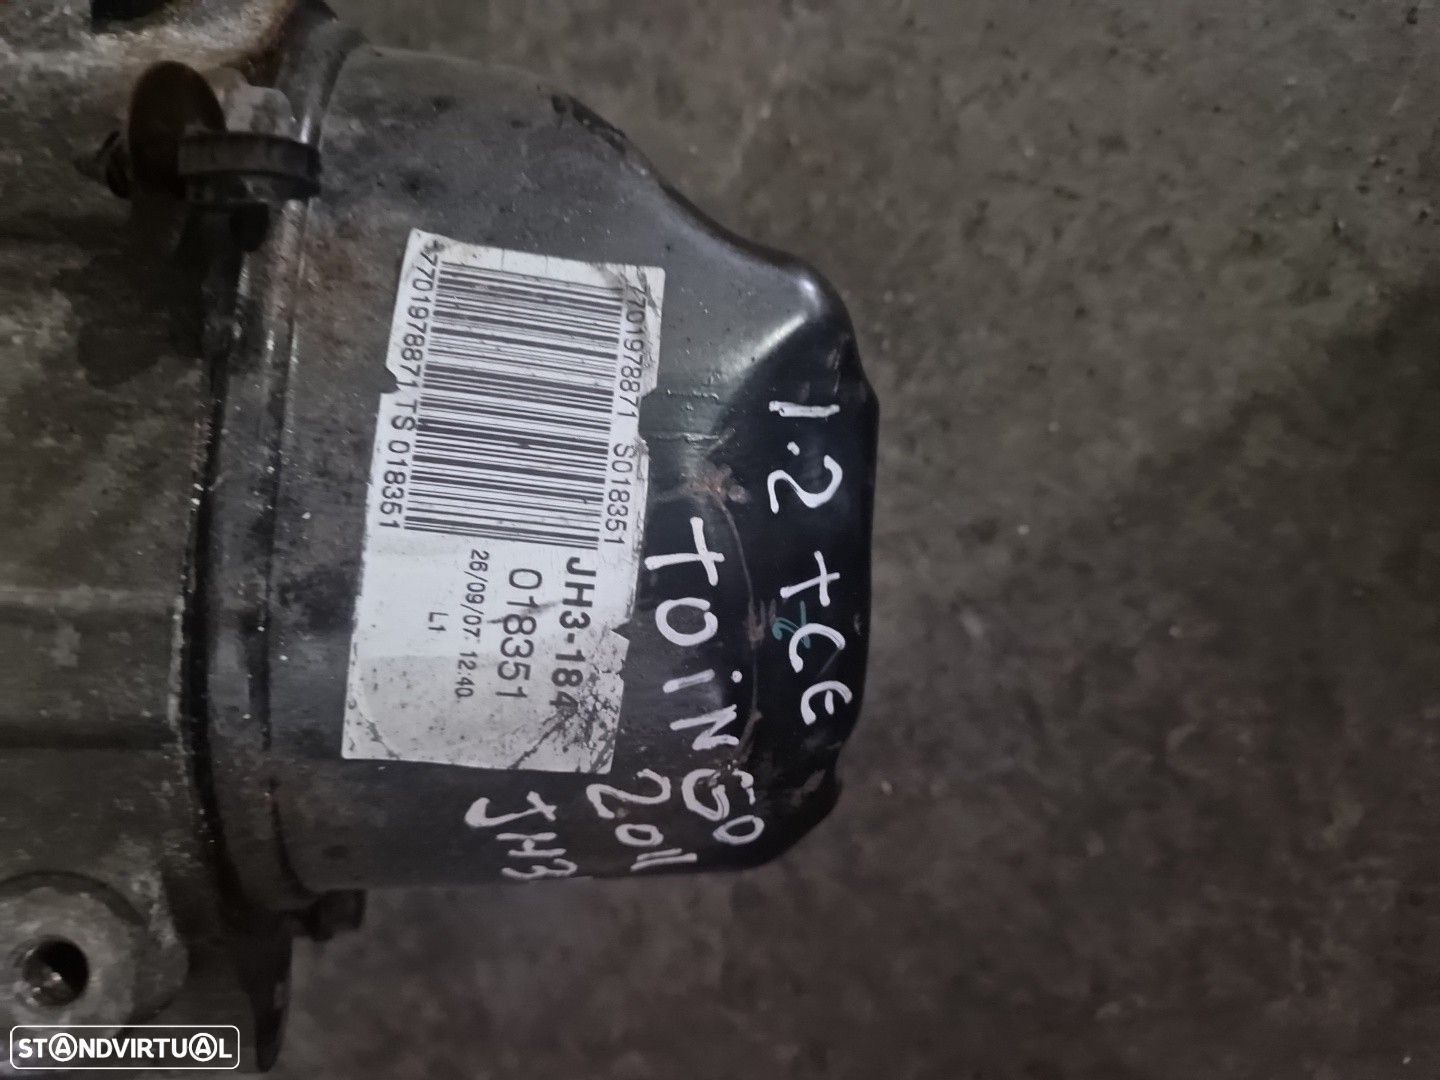 7701978871 S018351
7701978871 TS 018351
JH3-184
018351
26/09/07 12:40
L1
1.2 TCE
TOiNGO
2011
JH3
STANDVIRTUAL